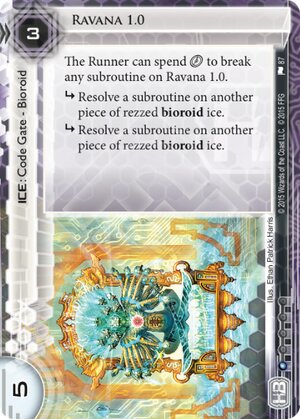 Ravana 1.0
3
The Runner can spend to break
any subroutine on Ravana 1.0.
Resolve a subroutine on another
piece of rezzed bioroid ice.
Resolve a subroutine on another
piece of rezzed bioroid ice.
ICE: Code Gate - Bioroid
87
© 2015 Wizards of the Coast LLC. © 2015 FFG
Illus. Ethan Patrick Harris
5
HB